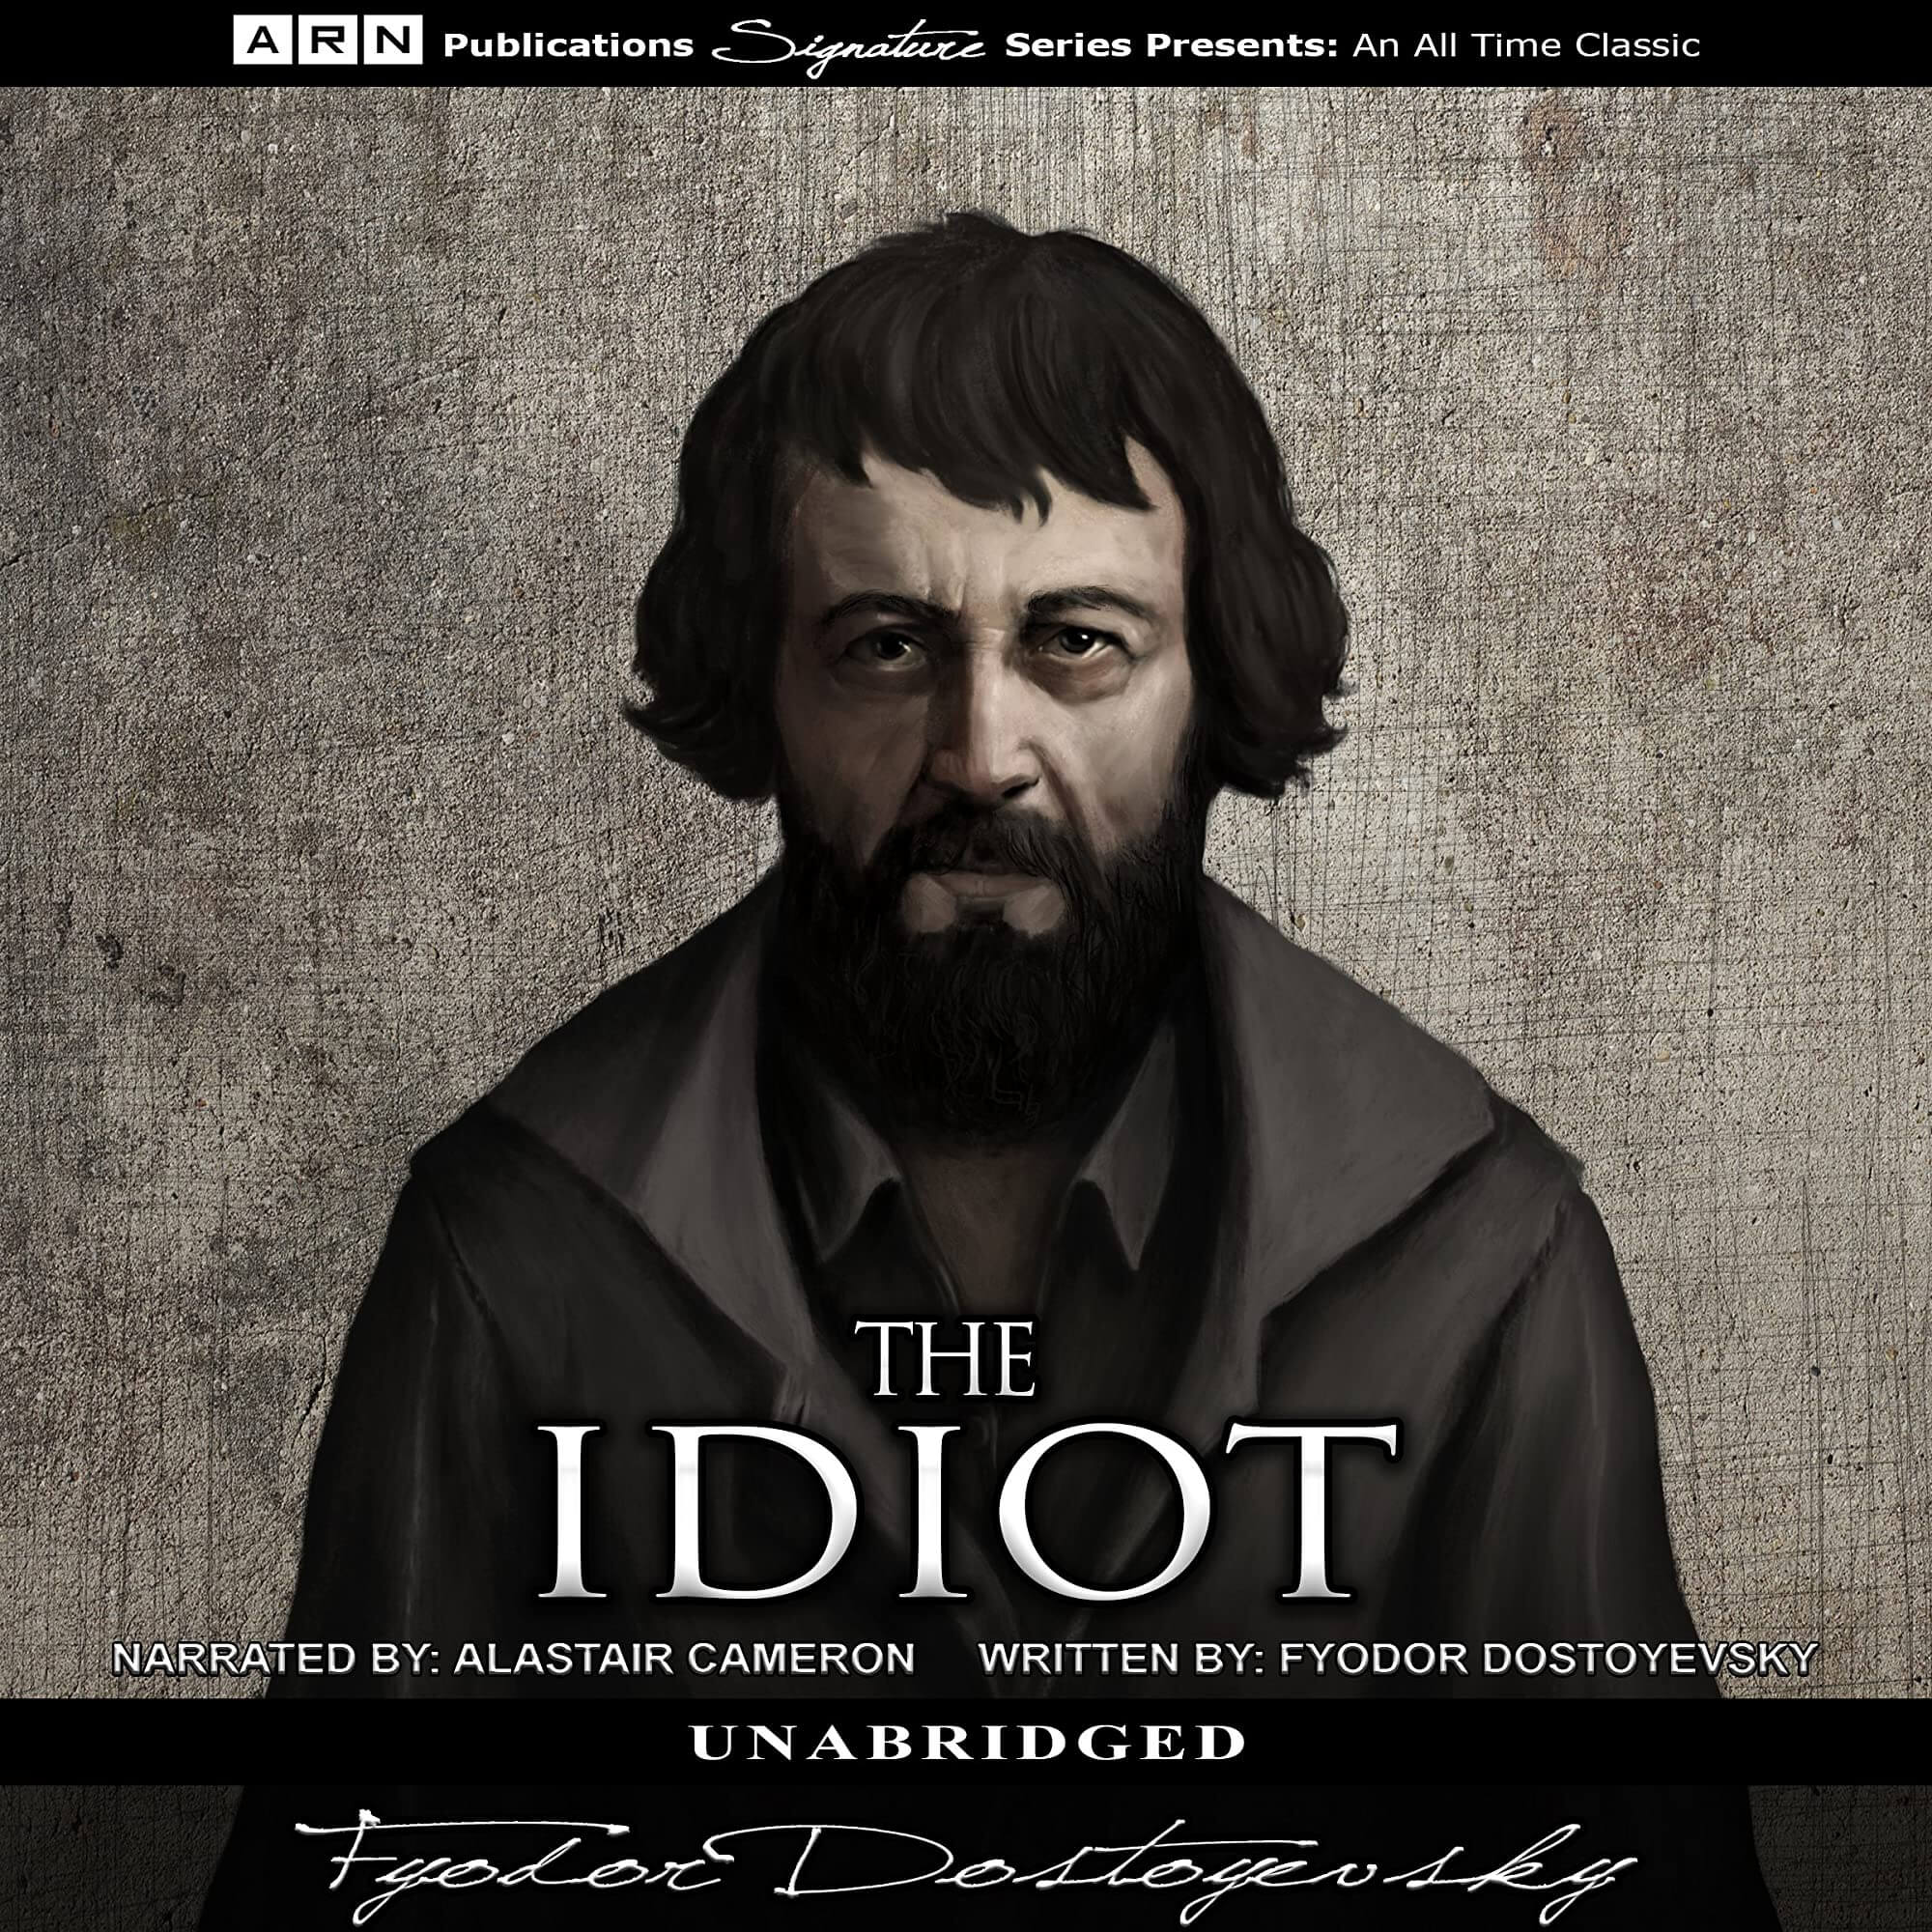 ARN Publications Signature Series Presents: An All Time Classic
THE
IDIOT
NARRATED BY: ALASTAIR CAMERON WRITTEN BY: FYODOR DOSTOYEVSKY
UNABRIDGED
Fyodor Dostoyevsky